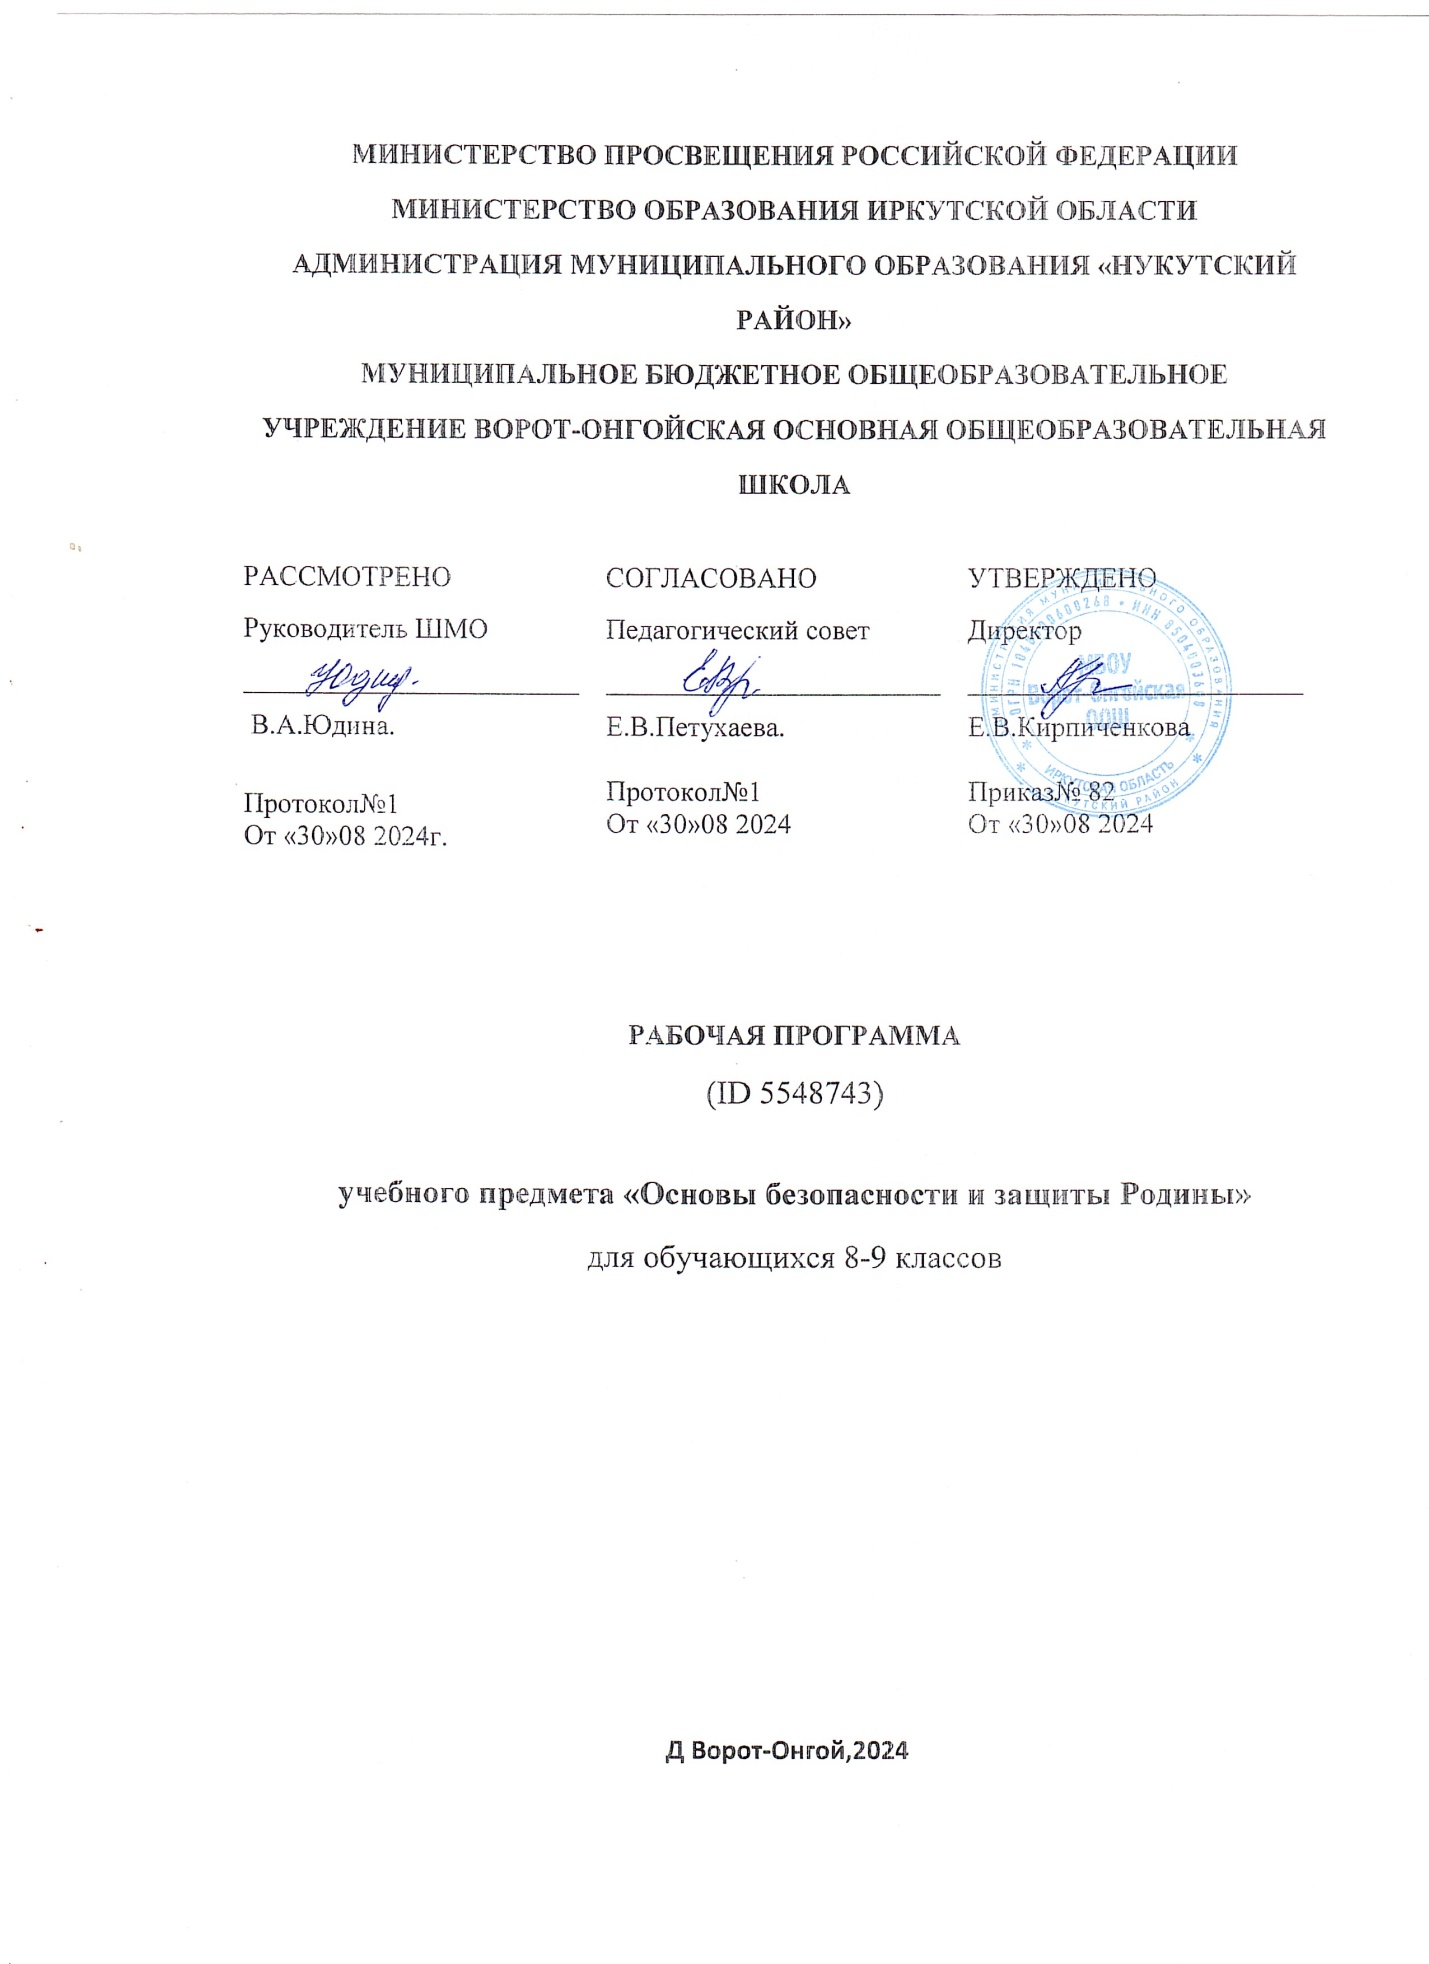 МИНИСТЕРСТВО ПРОСВЕЩЕНИЯ РОССИЙСКОЙ ФЕДЕРАЦИИ
МИНИСТЕРСТВО ОБРАЗОВАНИЯ ИРКУТСКОЙ ОБЛАСТИ
АДМИНИСТРАЦИЯ МУНИЦИПАЛЬНОГО ОБРАЗОВАНИЯ «НУКУТСКИЙ
РАЙОН»
МУНИЦИПАЛЬНОЕ БЮДЖЕТНОЕ ОБЩЕОБРАЗОВАТЕЛЬНОЕ
УЧРЕЖДЕНИЕ ВОРОТ-ОНГОЙСКАЯ ОСНОВНАЯ ОБЩЕОБРАЗОВАТЕЛЬНАЯ
ШКОЛА
РАССМОТРЕНО
Руководитель ШМО
В.А.Юдина.
Протокол№1
От «30»08 2024г.
СОГЛАСОВАНО
Педагогический совет
Е.В.Петухаева.
Протокол№1
От «30»08 2024
УТВЕРЖДЕНО
Директор
Е.В.Кирпиченкова
Приказ№ 82
От «30»08 2024
ИРКУТСКАЯ ОБЛАСТЬ
РАБОЧАЯ ПРОГРАММА
(ID 5548743)
учебного предмета «Основы безопасности и защиты Родины»
для обучающихся 8-9 классов
Д Ворот-Онгой,2024